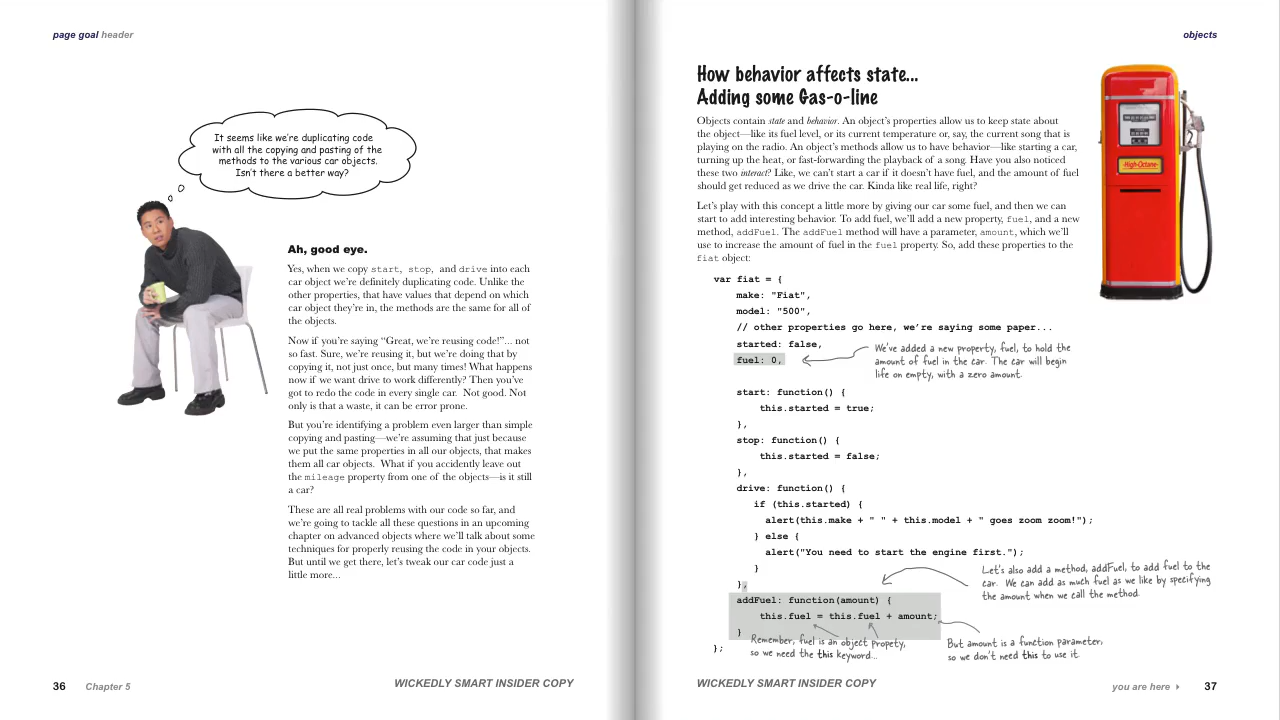 page goal header
It seems like we're duplicating code
with all the copying and pasting of the
methods to the various car objects.
Isn't there a better way?
Ah, good eye.
Yes, when we copy start, stop, and drive into each
car object we're definitely duplicating code. Unlike the
other properties, that have values that depend on which
car object they're in, the methods are the same for all of
the objects.
Now if you're saying "Great, we're reusing code!"... not
so fast. Sure, we're reusing it, but we're doing that by
copying it, not just once, but many times! What happens
now if we want drive to work differently? Then you've
got to redo the code in every single car. Not good. Not
only is that a waste, it can be error prone.
But you're identifying a problem even larger than simple
copying and pasting—we're assuming that just because
we put the same properties in all our objects, that makes
them all car objects. What if you accidently leave out
the mileage property from one of the objects—is it still
a car?
These are all real problems with our code so far, and
we're going to tackle all these questions in an upcoming
chapter on advanced objects where we'll talk about some
techniques for properly reusing the code in your objects.
But until we get there, let's tweak our car code just a
little more...
36 Chapter 5
WICKEDLY SMART INSIDER COPY
objects
How behavior affects state...
Adding some Gas-o-line
Objects contain state and behavior. An object's properties allow us to keep state about
the object—like its fuel level, or its current temperature or, say, the current song that is
playing on the radio. An object's methods allow us to have behavior—like starting a car,
turning up the heat, or fast-forwarding the playback of a song. Have you also noticed
these two interact? Like, we can't start a car if it doesn't have fuel, and the amount of fuel
should get reduced as we drive the car. Kinda like real life, right?
Let's play with this concept a little more by giving our car some fuel, and then we can
start to add interesting behavior. To add fuel, we'll add a new property, fuel, and a new
method, addFuel. The addFuel method will have a parameter, amount, which we'll
use to increase the amount of fuel in the fuel property. So, add these properties to the
fiat object:
High-Octane
var fiat = {
make: "Fiat",
model: "500",
// other properties go here, we're saying some paper...
started: false,
fuel: 0,
We've added a new property, fuel, to hold the
amount of fuel in the car. The car will begin
life on empty, with a zero amount.
start: function() {
this.started = true;
},
stop: function() {
this.started = false;
},
drive: function() {
if (this.started) {
alert(this.make + " " + this.model + " goes zoom zoom!");
} else {
alert("You need to start the engine first.");
}
},
Let's also add a method, addFuel, to add fuel to the
car. We can add as much fuel as we like by specifying
the amount when we call the method.
addFuel: function(amount) {
this.fuel = this.fuel + amount;
}
};
Remember, fuel is an object propety,
so we need the this keyword...
But amount is a function parameter,
so we don't need this to use it.
WICKEDLY SMART INSIDER COPY
you are here 37